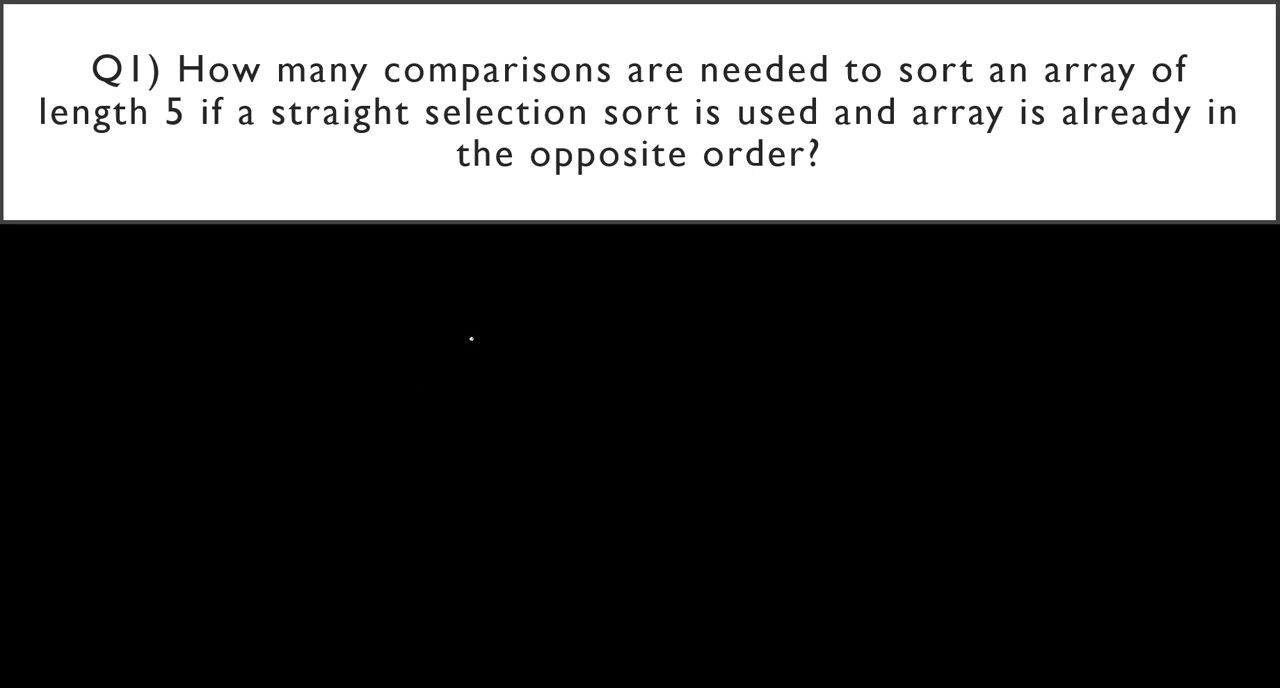 Q1) How many comparisons are needed to sort an array of
length 5 if a straight selection sort is used and array is already in
the opposite order?